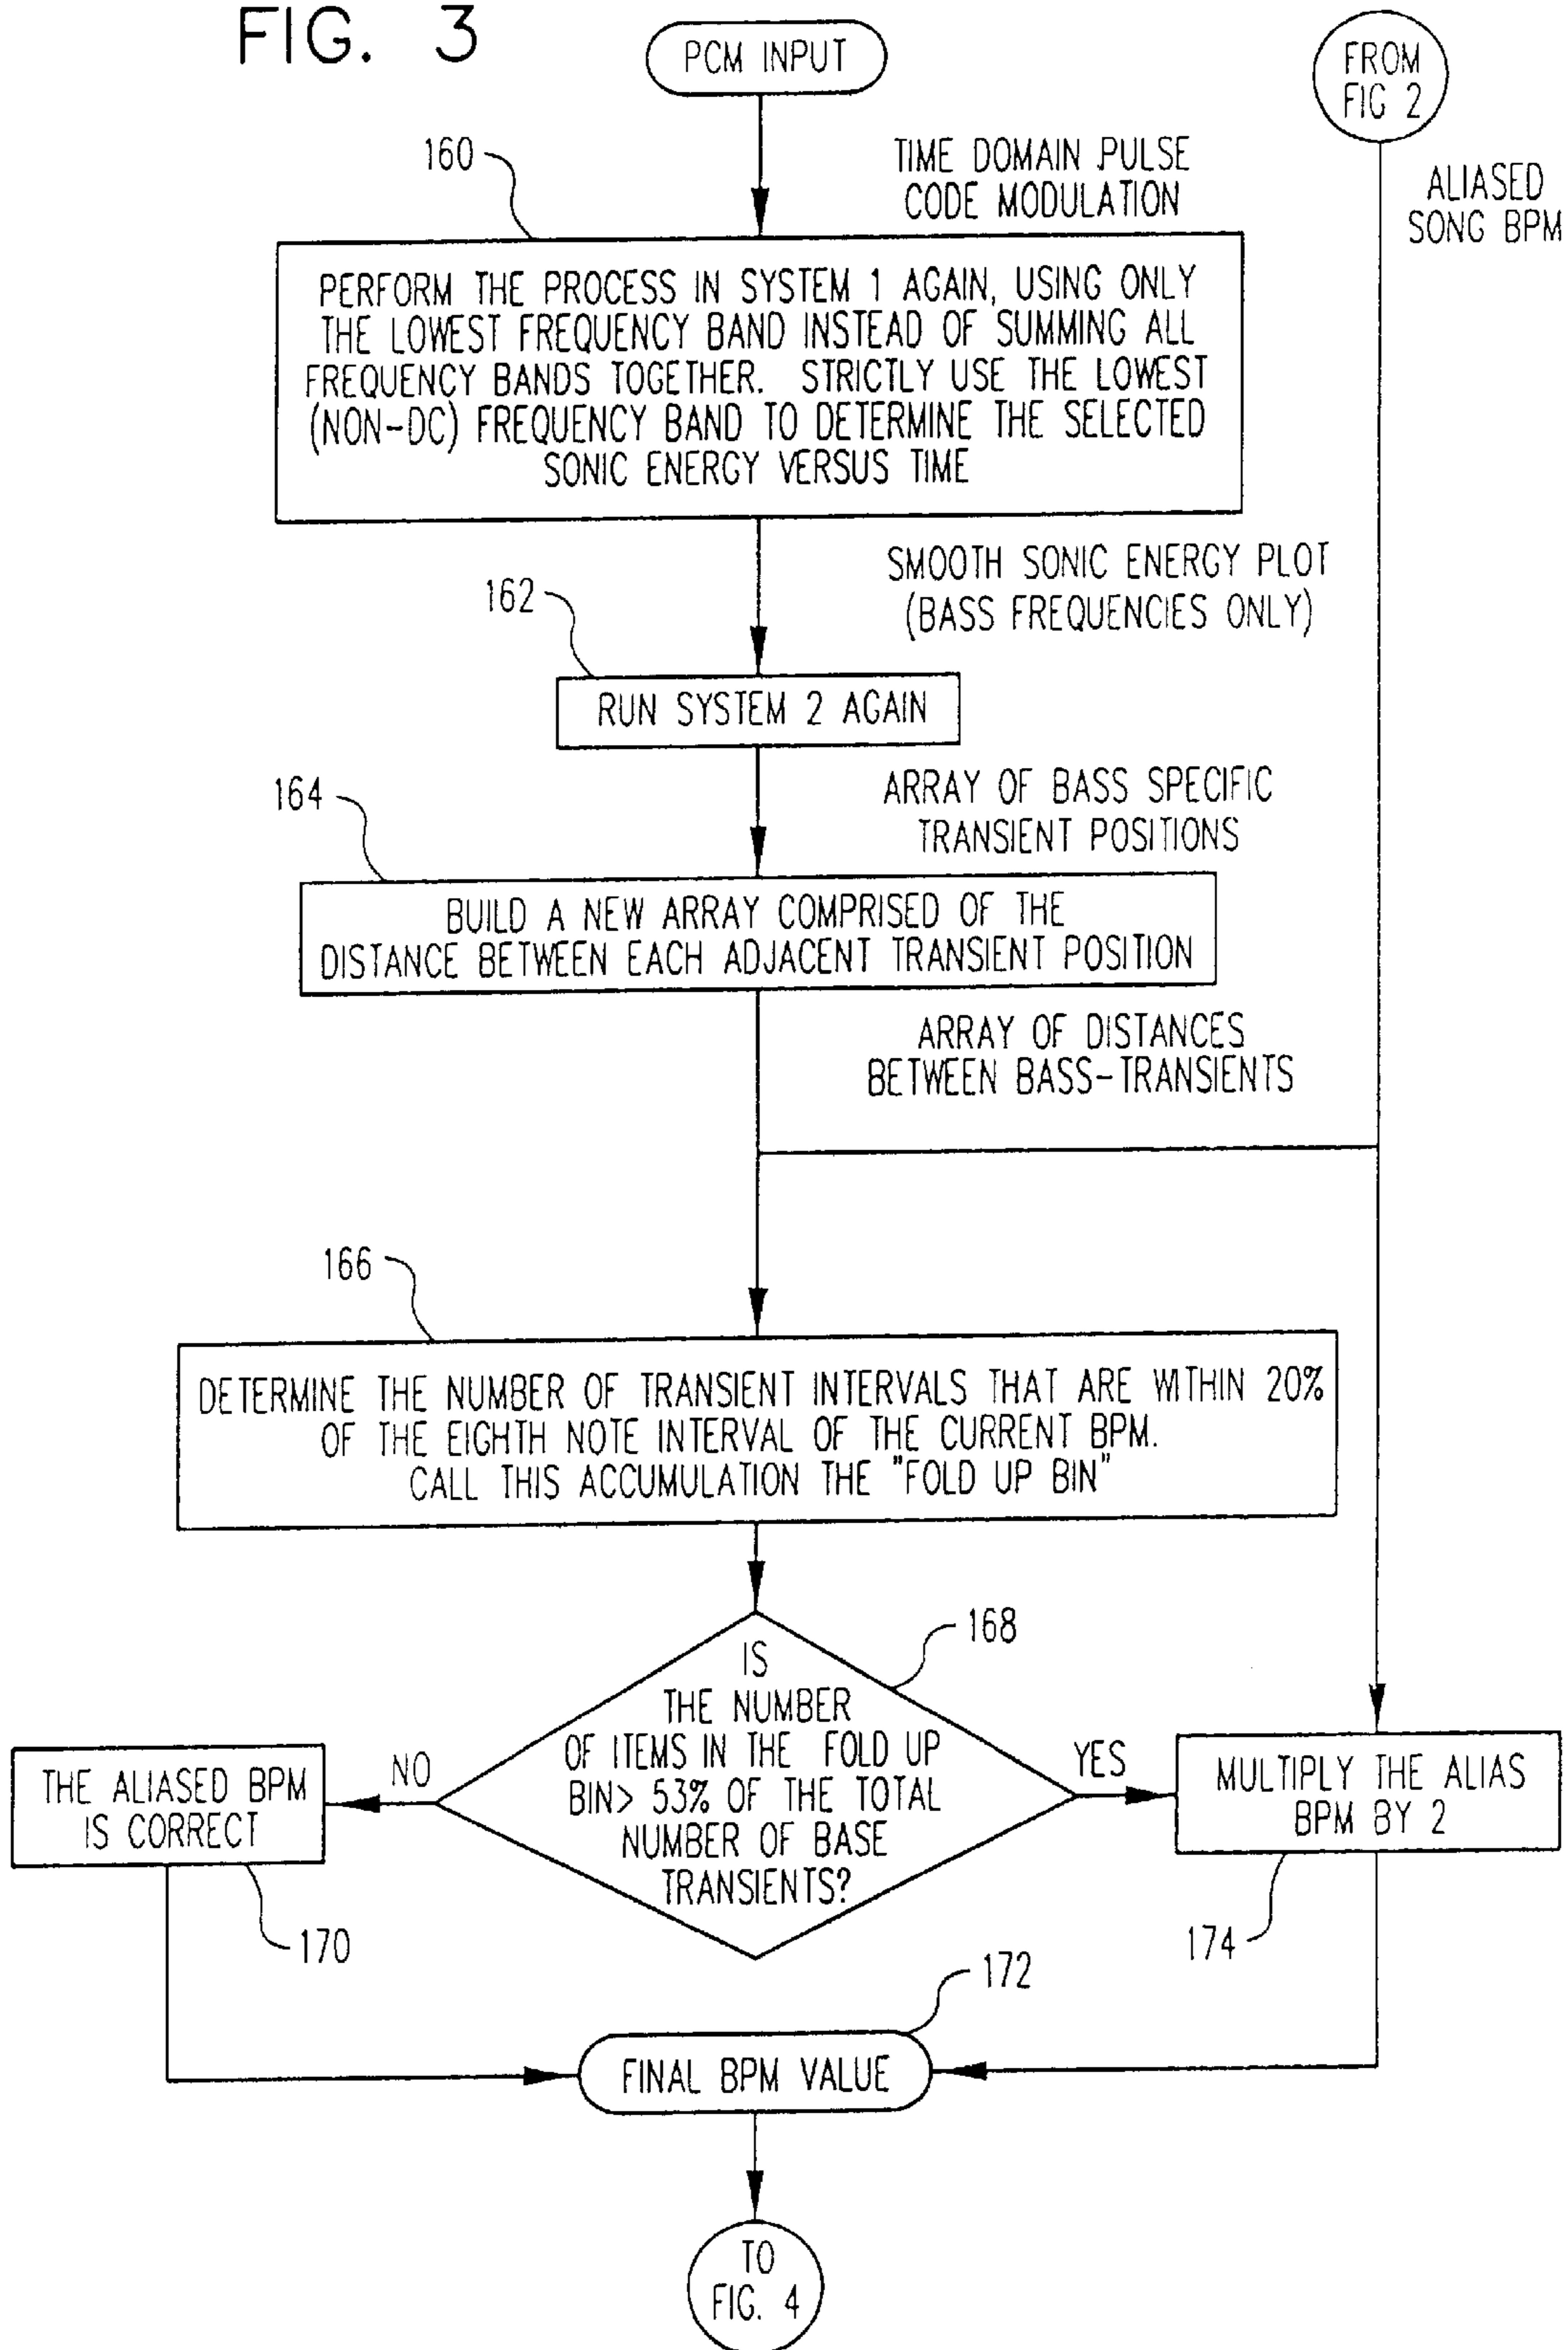 FIG. 3
PCM INPUT
FROM
FIG 2
160
TIME DOMAIN PULSE
CODE MODULATION
ALIASED
SONG BPM
PERFORM THE PROCESS IN SYSTEM 1 AGAIN, USING ONLY
THE LOWEST FREQUENCY BAND INSTEAD OF SUMMING ALL
FREQUENCY BANDS TOGETHER. STRICTLY USE THE LOWEST
(NON-DC) FREQUENCY BAND TO DETERMINE THE SELECTED
SONIC ENERGY VERSUS TIME
SMOOTH SONIC ENERGY PLOT
(BASS FREQUENCIES ONLY)
162
RUN SYSTEM 2 AGAIN
164
ARRAY OF BASS SPECIFIC
TRANSIENT POSITIONS
BUILD A NEW ARRAY COMPRISED OF THE
DISTANCE BETWEEN EACH ADJACENT TRANSIENT POSITION
ARRAY OF DISTANCES
BETWEEN BASS-TRANSIENTS
166
DETERMINE THE NUMBER OF TRANSIENT INTERVALS THAT ARE WITHIN 20%
OF THE EIGHTH NOTE INTERVAL OF THE CURRENT BPM.
CALL THIS ACCUMULATION THE "FOLD UP BIN"
168
IS
THE NUMBER
OF ITEMS IN THE FOLD UP
BIN> 53% OF THE TOTAL
NUMBER OF BASE
TRANSIENTS?
NO
YES
THE ALIASED BPM
IS CORRECT
MULTIPLY THE ALIAS
BPM BY 2
170
174
172
FINAL BPM VALUE
TO
FIG. 4